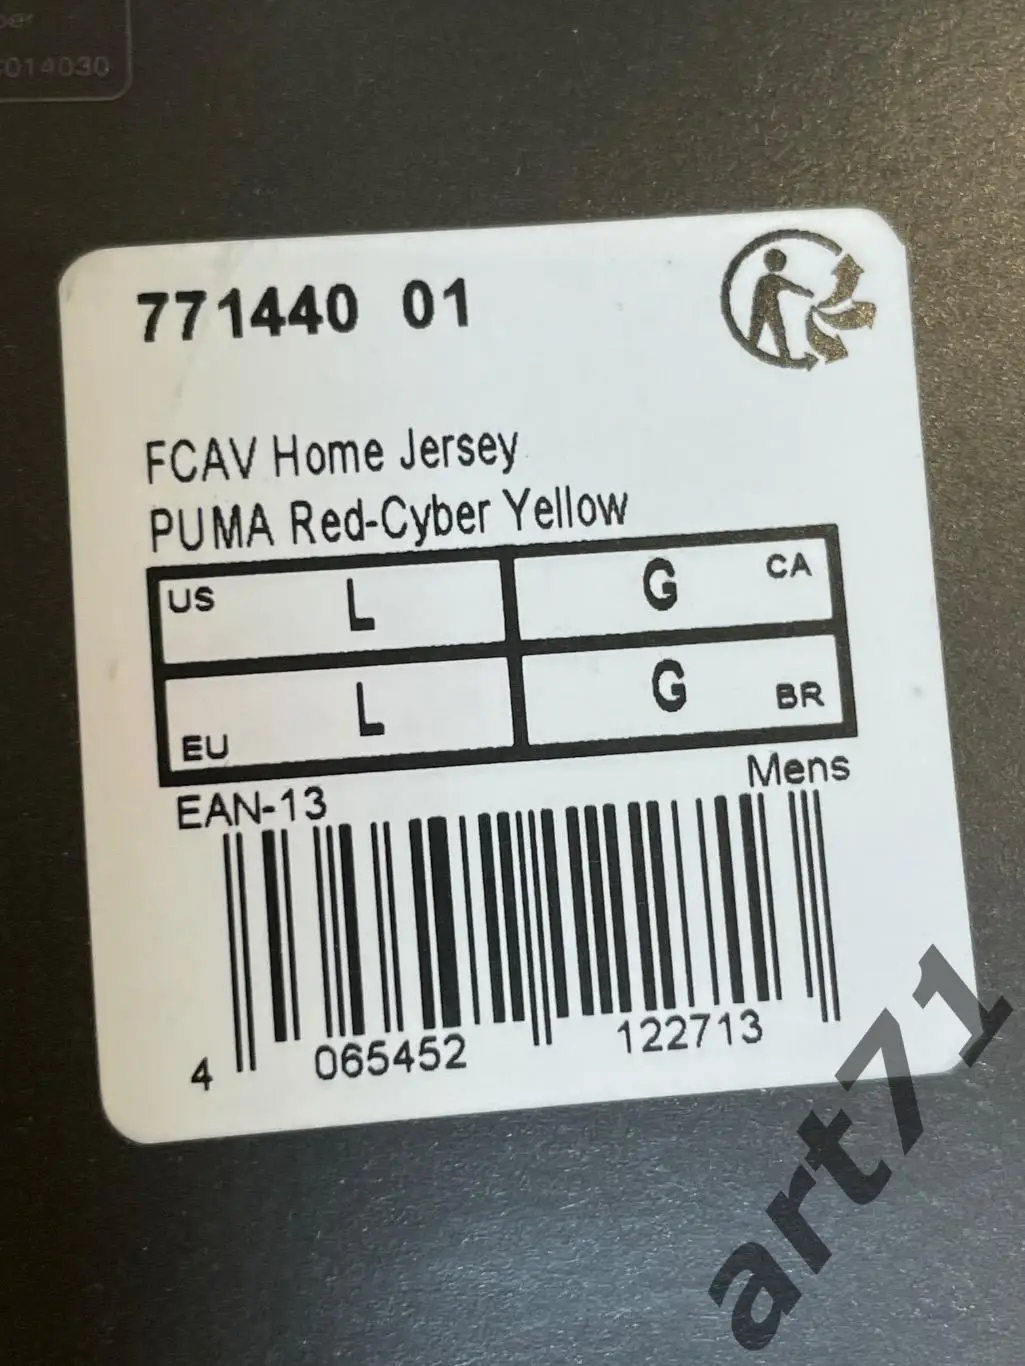 014030
771440 01
FCAV Home Jersey
PUMA Red-Cyber Yellow
US L G CA
EU L G BR
EAN-13 Mens
4 065452 122713
art71